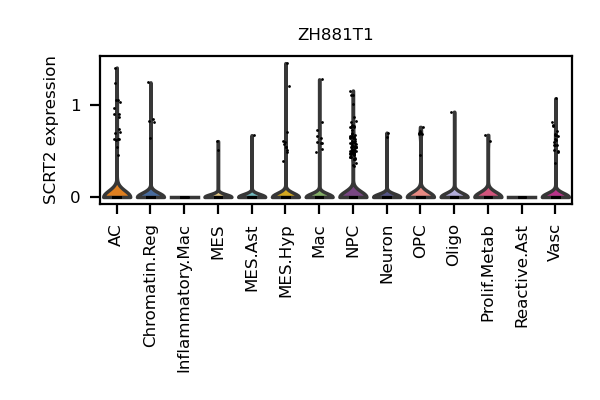 ZH881T1
SCRT2 expression
1
0
AC
Chromatin.Reg
Inflammatory.Mac
MES
MES.Ast
MES.Hyp
Mac
NPC
Neuron
OPC
Oligo
Prolif.Metab
Reactive.Ast
Vasc